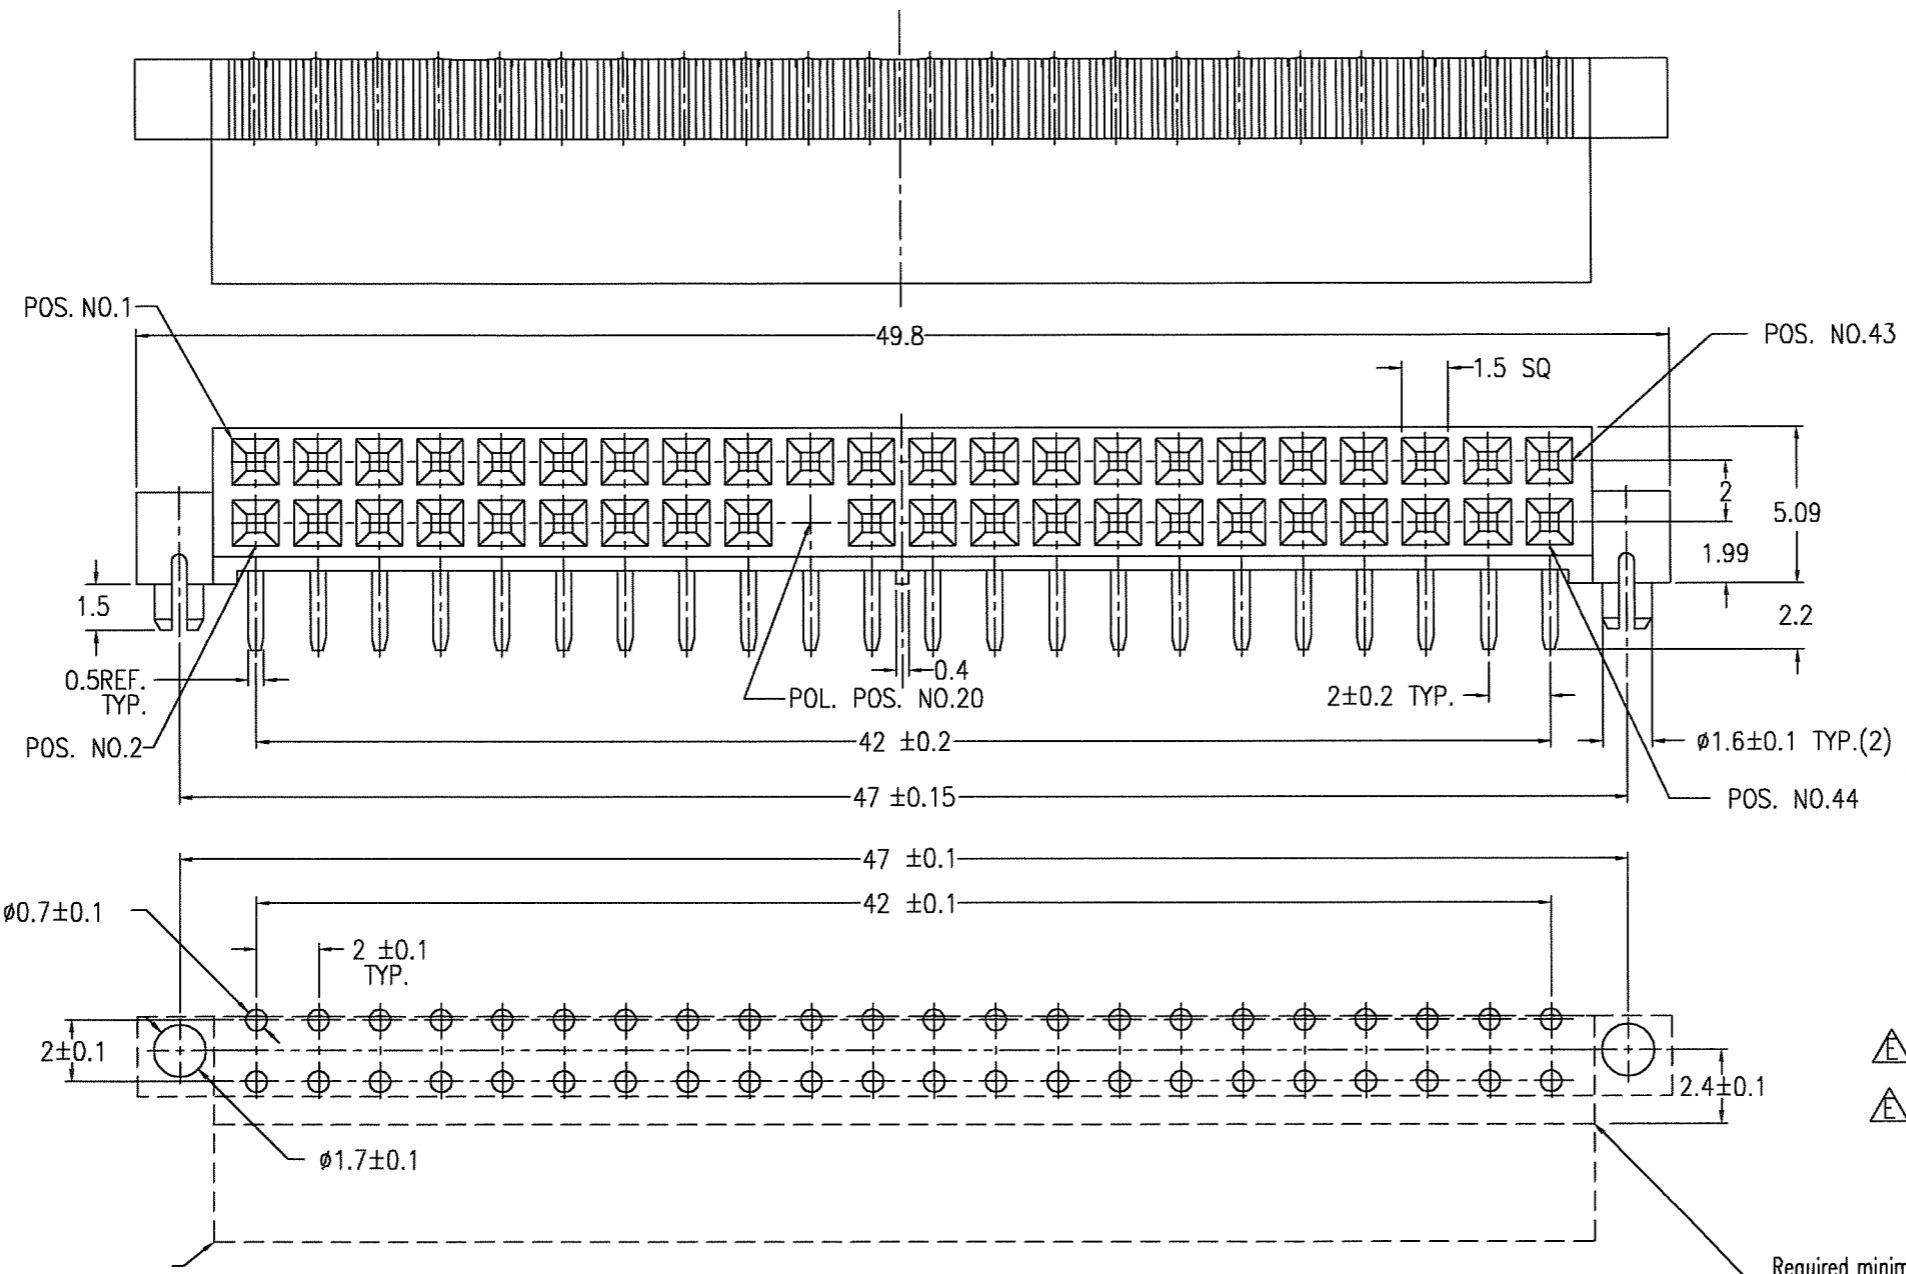 POS. NO.1
49.8
POS. NO.43
1.5 SQ
2
5.09
1.99
1.5
2.2
0.5REF.
TYP.
0.4
POL. POS. NO.20
2±0.2 TYP.
POS. NO.2
42 ±0.2
ø1.6±0.1 TYP.(2)
47 ±0.15
POS. NO.44
47 ±0.1
42 ±0.1
ø0.7±0.1
2 ±0.1
TYP.
2±0.1
E
2.4±0.1
E
ø1.7±0.1
Required minim